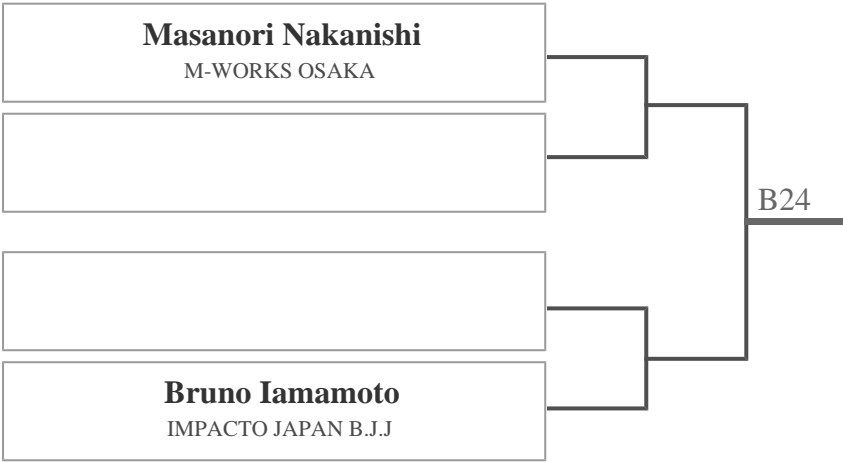 Masanori Nakanishi
M-WORKS OSAKA
B24
Bruno Iamamoto
IMPACTO JAPAN B.J.J